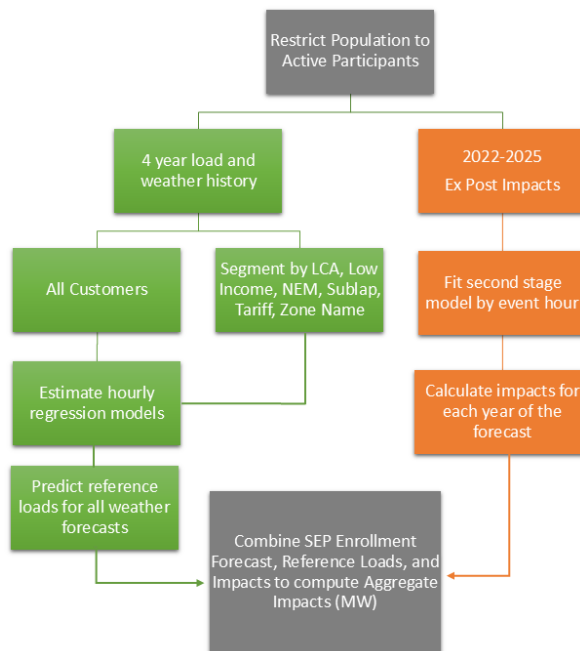 Restrict Population to
Active Participants
4 year load and
weather history
2022-2025
Ex Post Impacts
All Customers
Segment by LCA, Low
Income, NEM, Sublap,
Tariff, Zone Name
Fit second stage
model by event hour
Estimate hourly
regression models
Calculate impacts for
each year of the
forecast
Predict reference
loads for all weather
forecasts
Combine SEP Enrollment
Forecast, Reference Loads, and
Impacts to compute Aggregate
Impacts (MW)